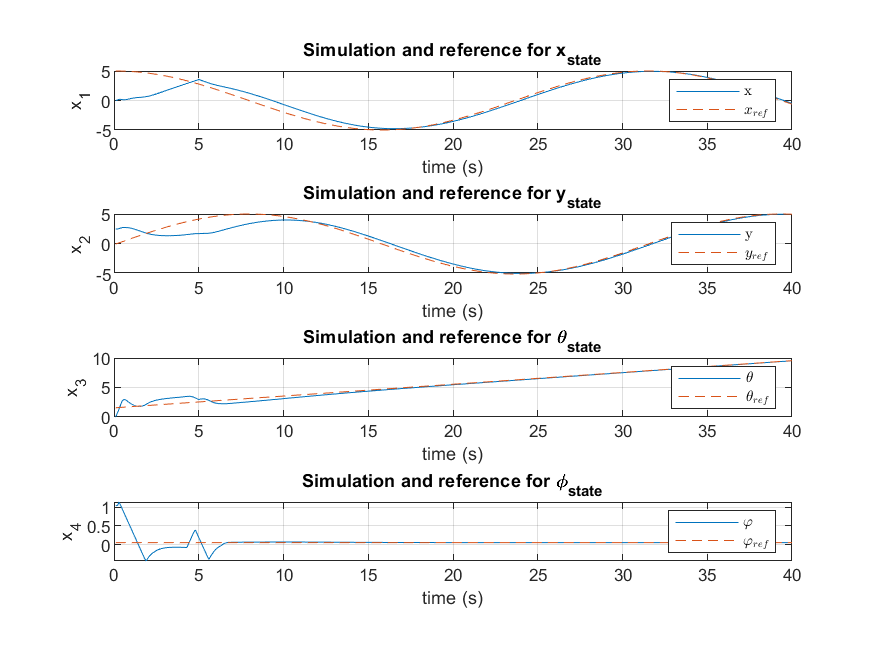 Simulation and reference for x_state
5
0
-5
x_1
x
x_ref
0 5 10 15 20 25 30 35 40
time (s)
Simulation and reference for y_state
5
0
-5
x_2
y
y_ref
0 5 10 15 20 25 30 35 40
time (s)
Simulation and reference for θ_state
10
5
0
x_3
θ
θ_ref
0 5 10 15 20 25 30 35 40
time (s)
Simulation and reference for ϕ_state
1
0.5
0
x_4
φ
φ_ref
0 5 10 15 20 25 30 35 40
time (s)